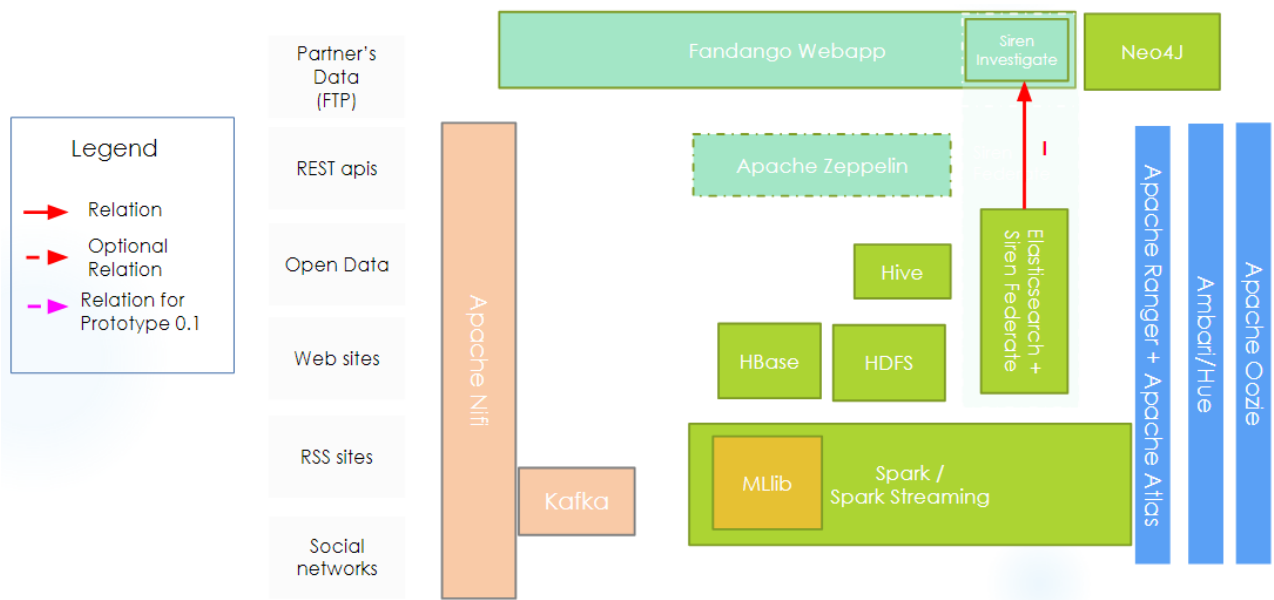 Partner's
Data
(FTP)
Fandango Webapp
Siren
Investigate
Neo4J
Legend
Relation
Optional
Relation
Relation for
Prototype 0.1
REST apis
Open Data
Web sites
RSS sites
Social
networks
Apache Nifi
Kafka
Apache Zeppelin
I
Hive
HBase
HDFS
Elasticsearch +
Siren Federate
MLlib
Spark /
Spark Streaming
Apache Ranger + Apache Atlas
Ambari/Hue
Apache Oozie